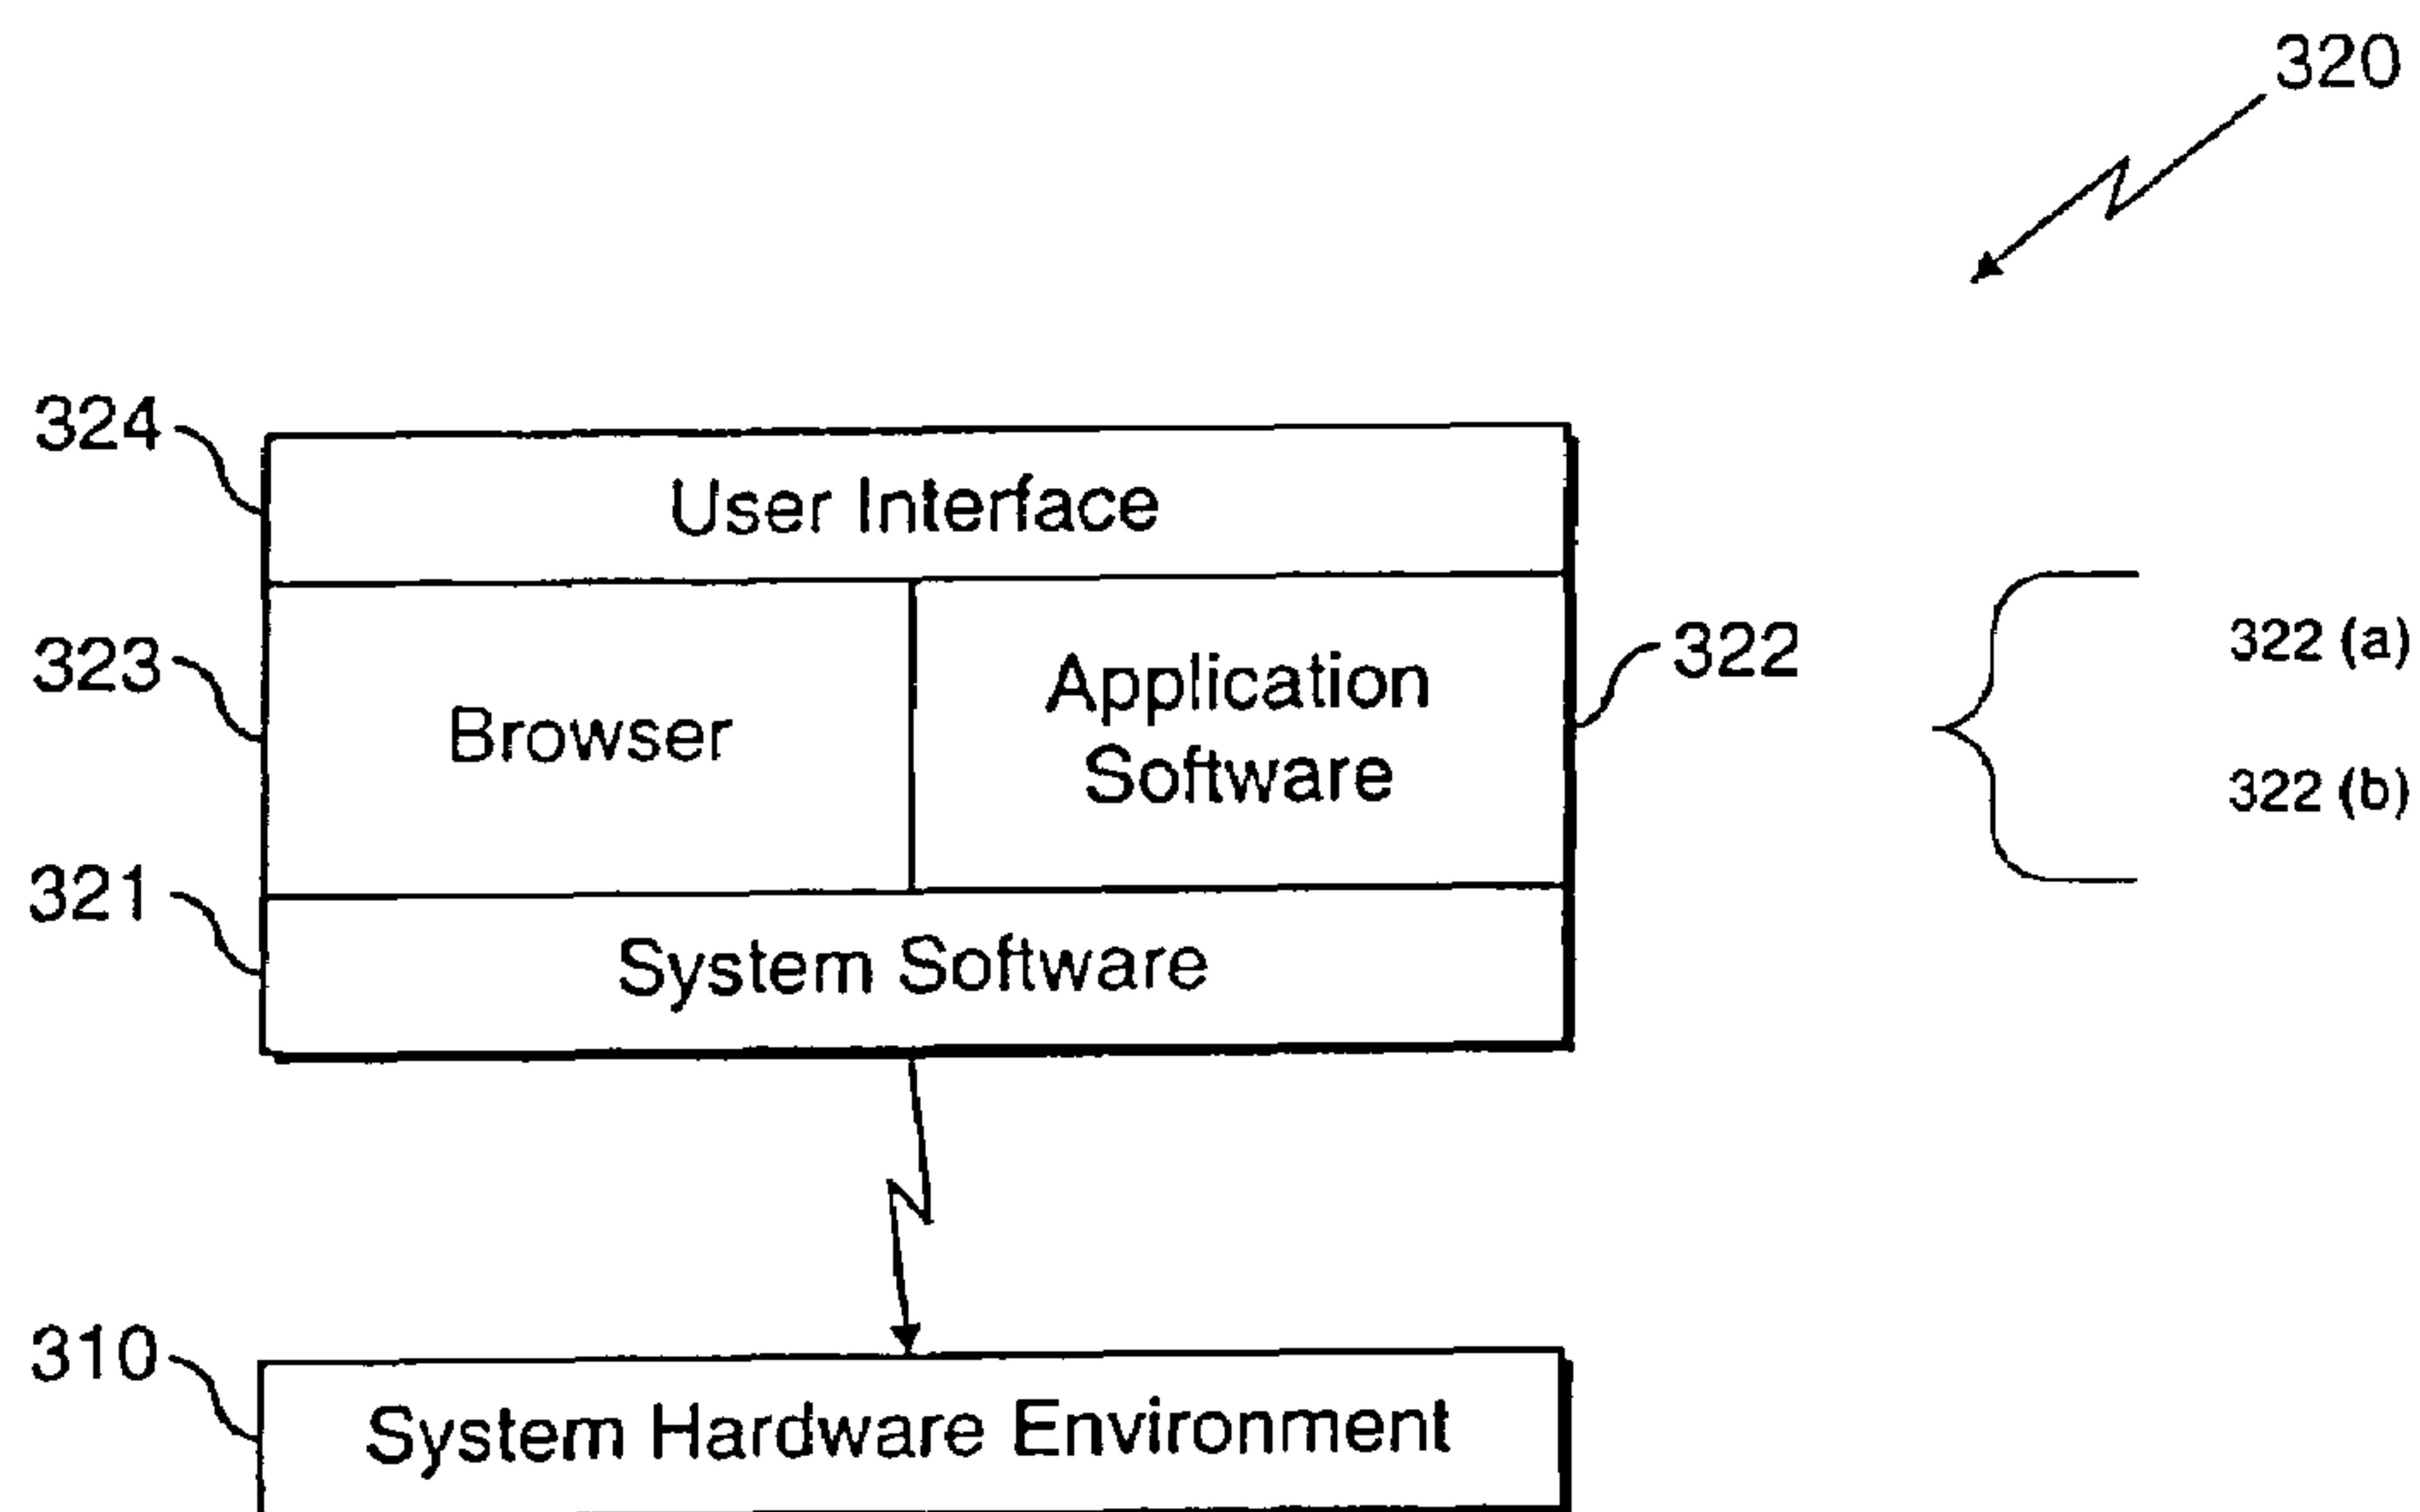 320
324
User Interface
323
Browser
Application
Software
322
322 (a)
322 (b)
321
System Software
310
System Hardware Environment